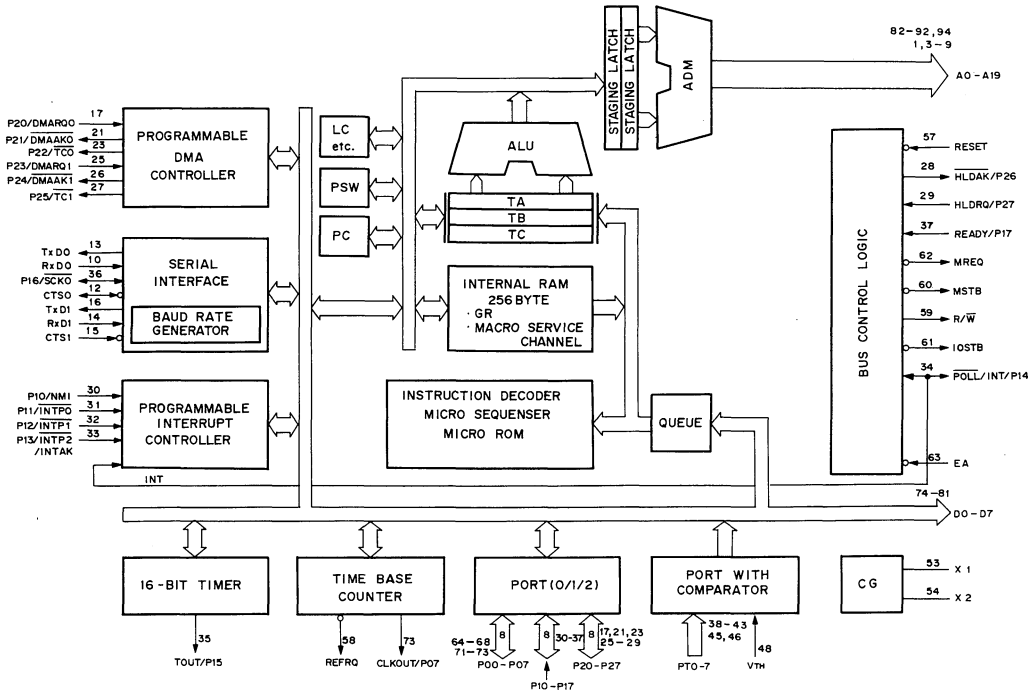 82-92,94
1,3-9
A0-A19
STAGING LATCH
STAGING LATCH
ADM
17
P20/DMARQ0
21
P21/DMAAK0
23
P22/TC0
25
P23/DMARQ1
26
P24/DMAAK1
27
P25/TC1
PROGRAMMABLE
DMA
CONTROLLER
LC
etc.
PSW
PC
ALU
TA
TB
TC
57
RESET
28
HLDAK/P26
29
HLDRQ/P27
37
READY/P17
62
MREQ
60
MSTB
59
R/W
61
IOSTB
34
POLL/INT/P14
63
EA
BUS CONTROL LOGIC
13
TxD0
10
RxD0
36
P16/SCK0
12
CTS0
16
TxD1
14
RxD1
15
CTS1
SERIAL
INTERFACE
BAUD RATE
GENERATOR
INTERNAL RAM
256 BYTE
· GR
· MACRO SERVICE
CHANNEL
30
P10/NMI
31
P11/INTP0
32
P12/INTP1
33
P13/INTP2
/INTAK
PROGRAMMABLE
INTERRUPT
CONTROLLER
INT
INSTRUCTION DECODER
MICRO SEQUENSER
MICRO ROM
QUEUE
74-81
D0-D7
16-BIT TIMER
TIME BASE
COUNTER
PORT(0/1/2)
PORT WITH
COMPARATOR
CG
53
X1
54
X2
35
TOUT/P15
58
REFRQ
73
CLKOUT/P07
64-68
71-73
8
P00-P07
8
30-37
P10-P17
8
17,21,23
25-29
P20-P27
38-43
45,46
PT0-7
48
VTH